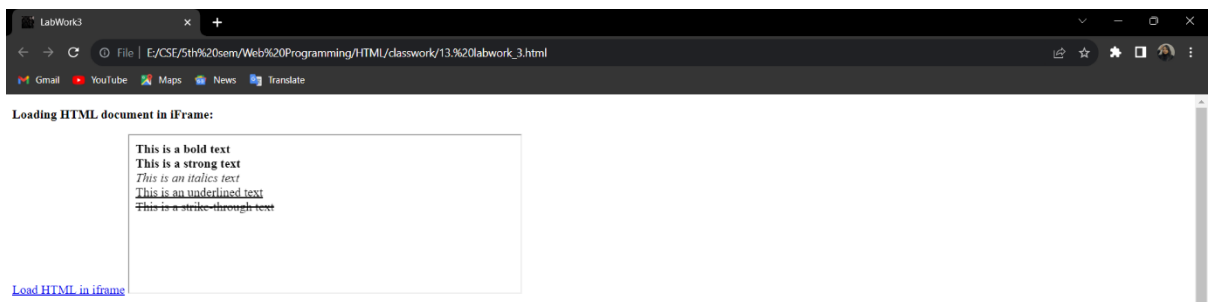 LabWork3
File | E:/CSE/5th%20sem/Web%20Programming/HTML/classwork/13.%20labwork_3.html
Gmail YouTube Maps News Translate
Loading HTML document in iFrame:
This is a bold text
This is a strong text
This is an italics text
This is an underlined text
This is a strike-through text
Load HTML in iframe